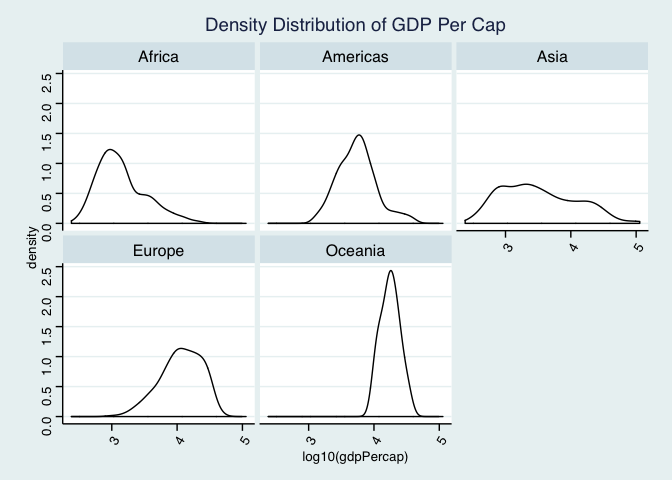 Density Distribution of GDP Per Cap
Africa
Americas
Asia
2.5
2.0
1.5
1.0
0.5
0.0
3
4
5
density
Europe
Oceania
2.5
2.0
1.5
1.0
0.5
0.0
3
4
5
3
4
5
log10(gdpPercap)